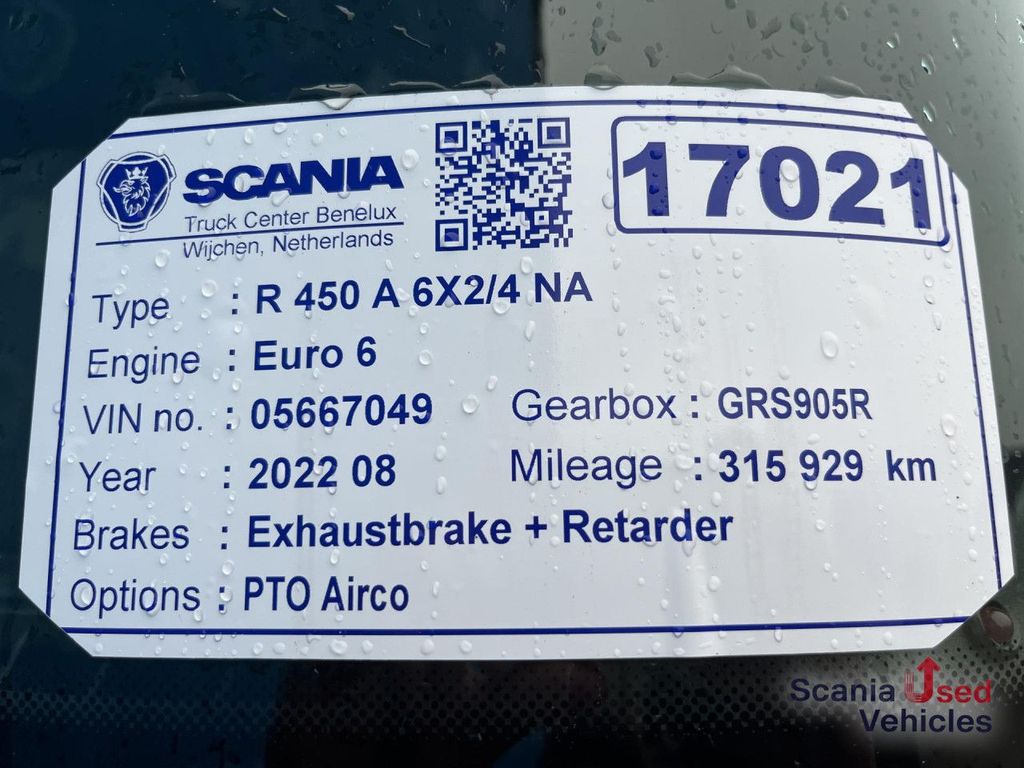 SCANIA
Truck Center Benelux
Wijchen, Netherlands
17021
Type : R 450 A 6X2/4 NA
Engine : Euro 6
VIN no. : 05667049 Gearbox : GRS905R
Year : 2022 08 Mileage : 315 929 km
Brakes : Exhaustbrake + Retarder
Options : PTO Airco
Scania Used
Vehicles